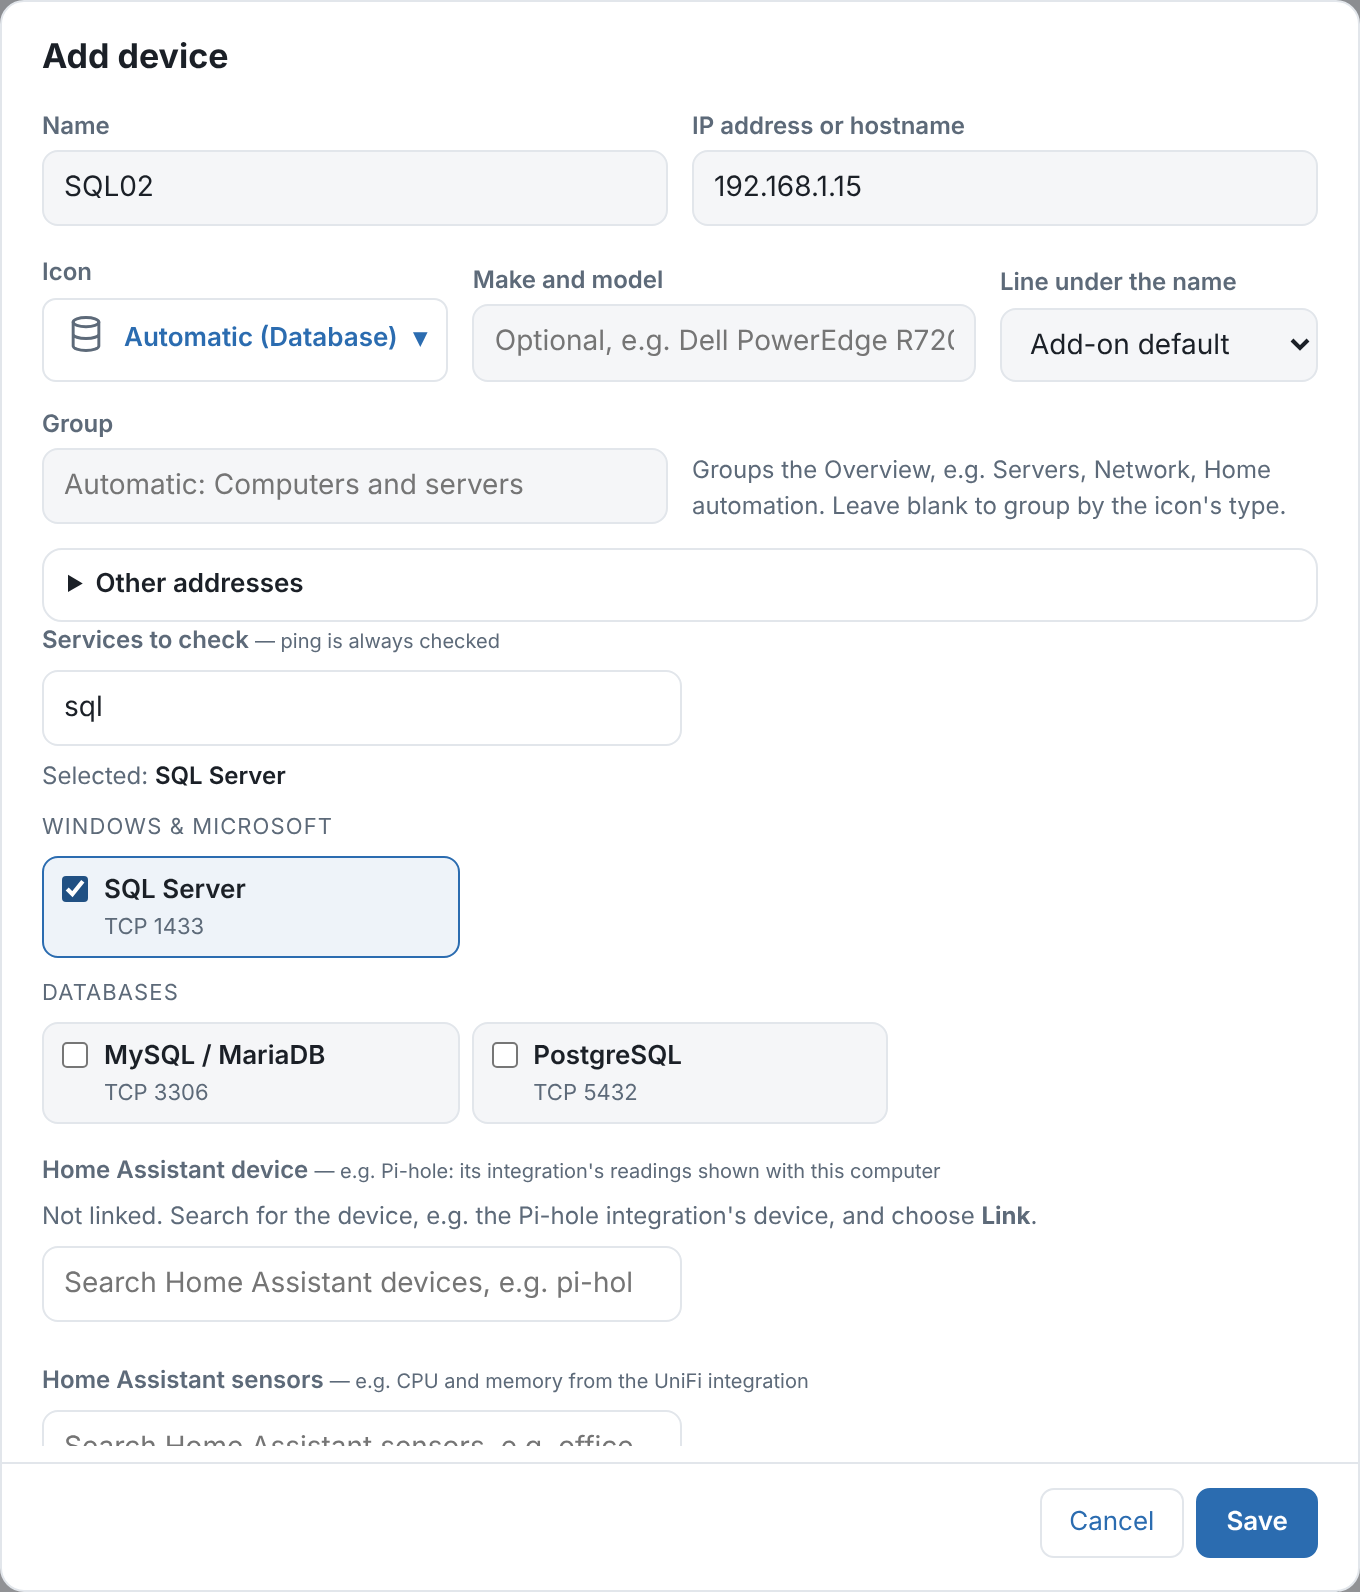 Add device
Name
IP address or hostname
SQL02
192.168.1.15
Icon
Make and model
Line under the name
Automatic (Database) ▼
Optional, e.g. Dell PowerEdge R720
Add-on default
Group
Automatic: Computers and servers
Groups the Overview, e.g. Servers, Network, Home
automation. Leave blank to group by the icon's type.
▶ Other addresses
Services to check — ping is always checked
sql
Selected: SQL Server
WINDOWS & MICROSOFT
SQL Server
TCP 1433
DATABASES
MySQL / MariaDB
TCP 3306
PostgreSQL
TCP 5432
Home Assistant device — e.g. Pi-hole: its integration's readings shown with this computer
Not linked. Search for the device, e.g. the Pi-hole integration's device, and choose Link.
Search Home Assistant devices, e.g. pi-hol
Home Assistant sensors — e.g. CPU and memory from the UniFi integration
Search Home Assistant sensors, e.g. office
Cancel
Save